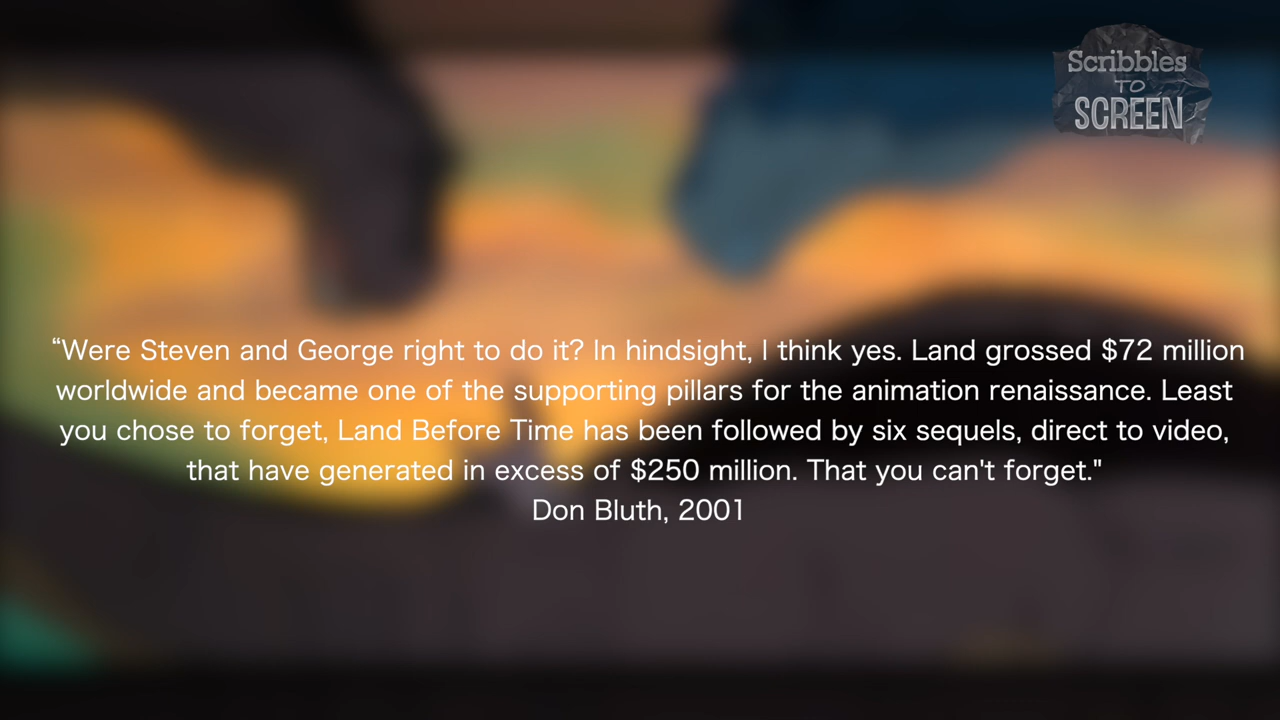 Scribbles
TO
SCREEN
“Were Steven and George right to do it? In hindsight, I think yes. Land grossed $72 million
worldwide and became one of the supporting pillars for the animation renaissance. Least
you chose to forget, Land Before Time has been followed by six sequels, direct to video,
that have generated in excess of $250 million. That you can't forget."
Don Bluth, 2001